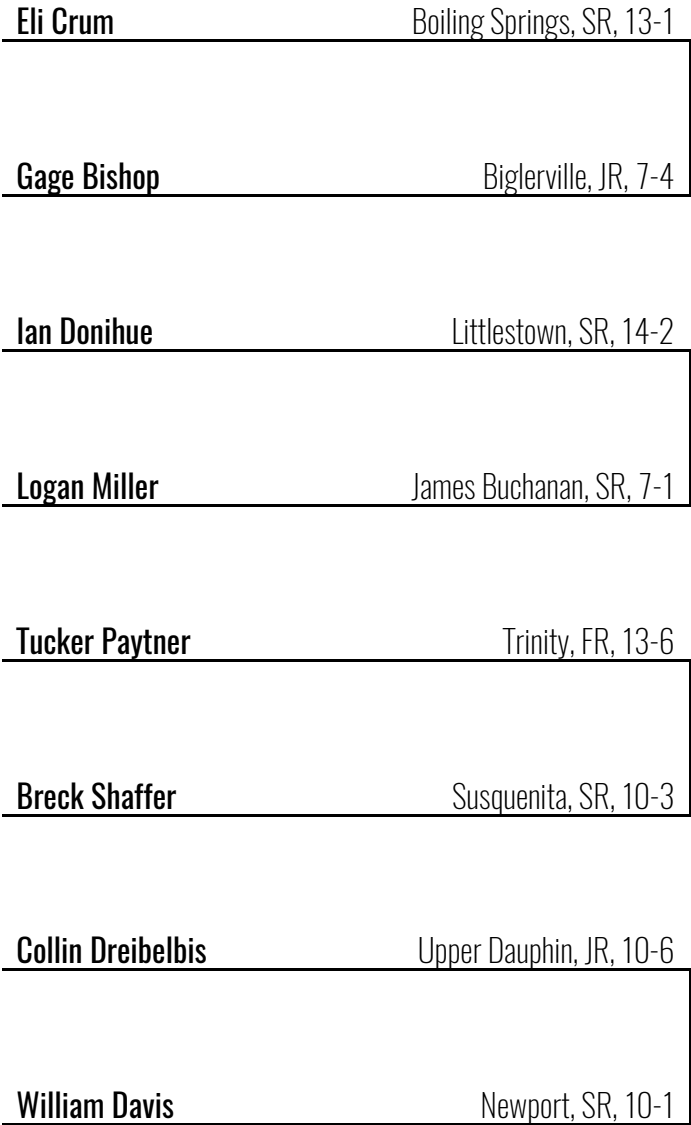 Eli Crum Boiling Springs, SR, 13-1
Gage Bishop Biglerville, JR, 7-4
Ian Donihue Littlestown, SR, 14-2
Logan Miller James Buchanan, SR, 7-1
Tucker Paytner Trinity, FR, 13-6
Breck Shaffer Susquenita, SR, 10-3
Collin Dreibelbis Upper Dauphin, JR, 10-6
William Davis Newport, SR, 10-1